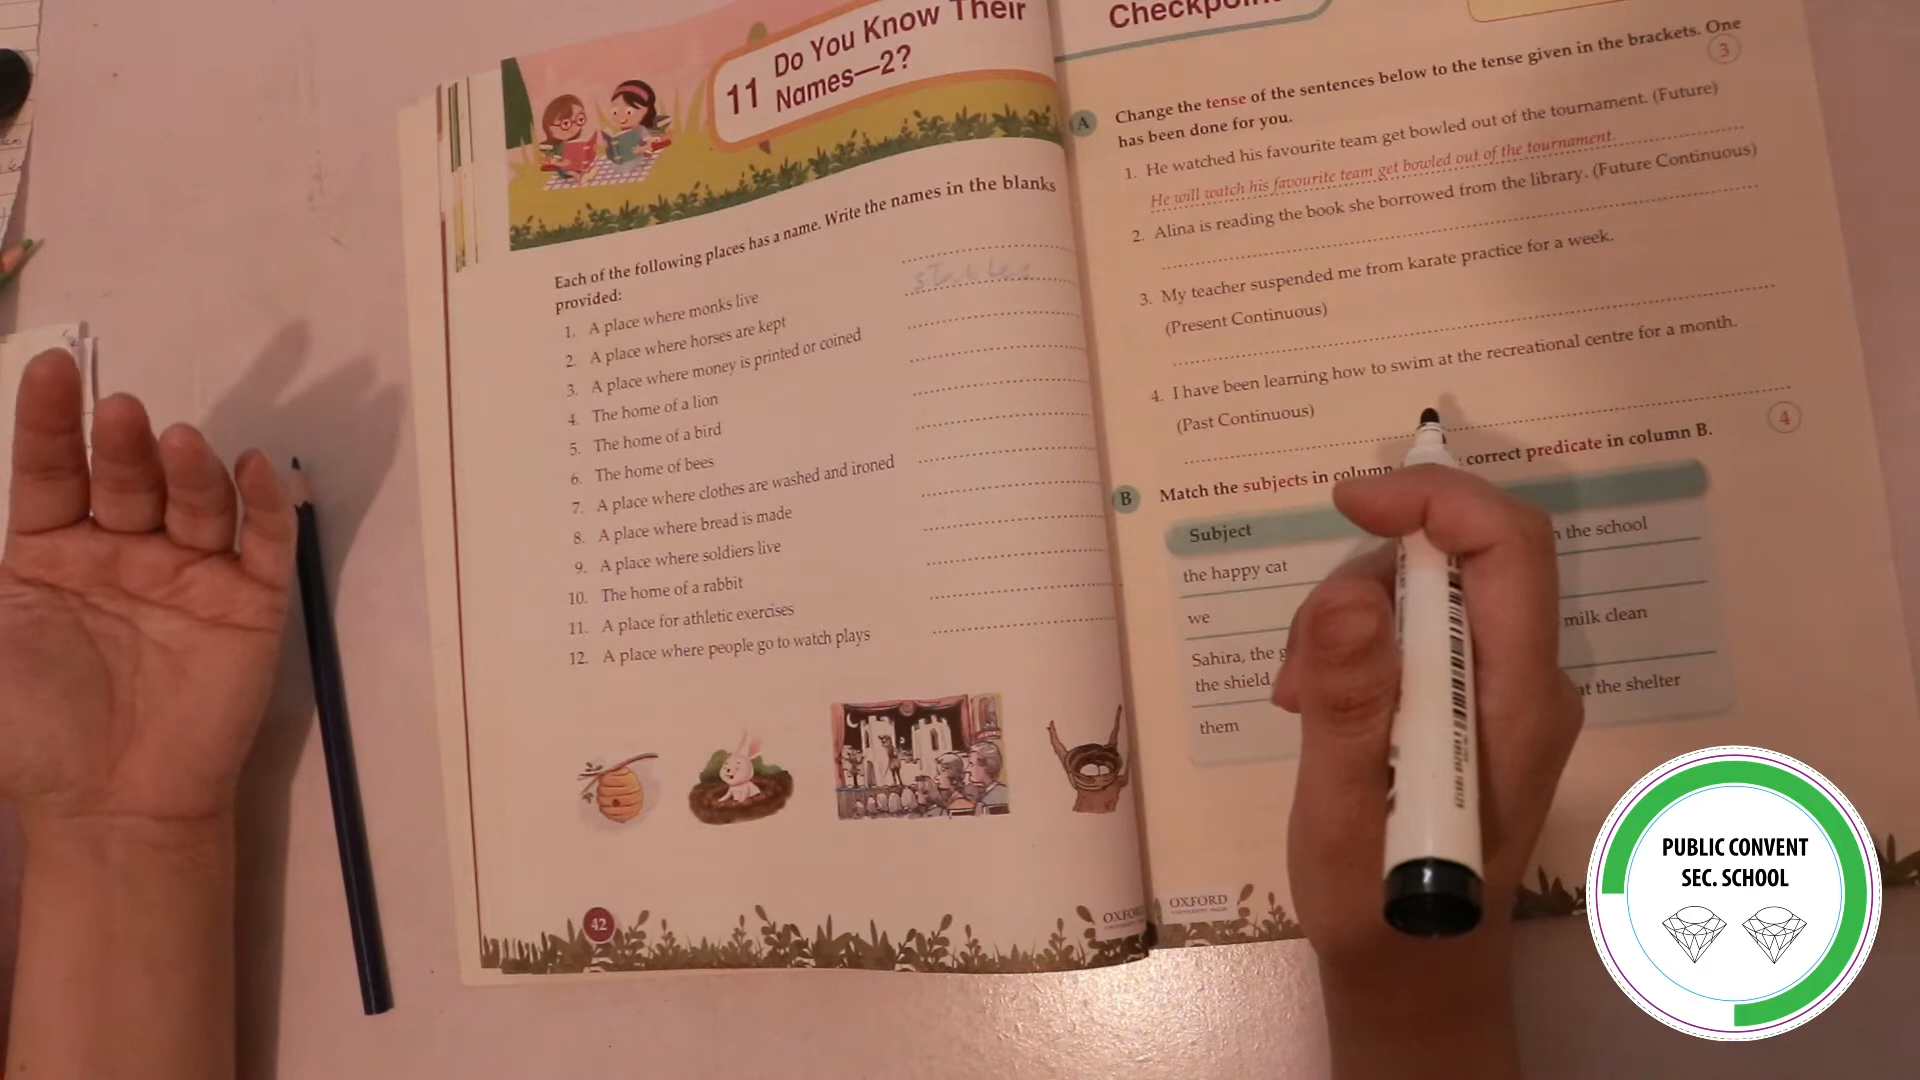 11 Do You Know Their
Names—2?
Each of the following places has a name. Write the names in the blanks
provided:
1. A place where monks live
2. A place where horses are kept
stables
3. A place where money is printed or coined
4. The home of a lion
5. The home of a bird
6. The home of bees
7. A place where clothes are washed and ironed
8. A place where bread is made
9. A place where soldiers live
10. The home of a rabbit
11. A place for athletic exercises
12. A place where people go to watch plays
42
OXFO
Checkpoin
A Change the tense of the sentences below to the tense given in the brackets. One
has been done for you.
3
1. He watched his favourite team get bowled out of the tournament. (Future)
He will watch his favourite team get bowled out of the tournament.
2. Alina is reading the book she borrowed from the library. (Future Continuous)
3. My teacher suspended me from karate practice for a week.
(Present Continuous)
4. I have been learning how to swim at the recreational centre for a month.
(Past Continuous)
4
B Match the subjects in column correct predicate in column B.
Subject
the happy cat
the school
we
milk clean
Sahira, the g
the shield
at the shelter
them
OXFORD
UNIVERSITY PRESS
PUBLIC CONVENT
SEC. SCHOOL